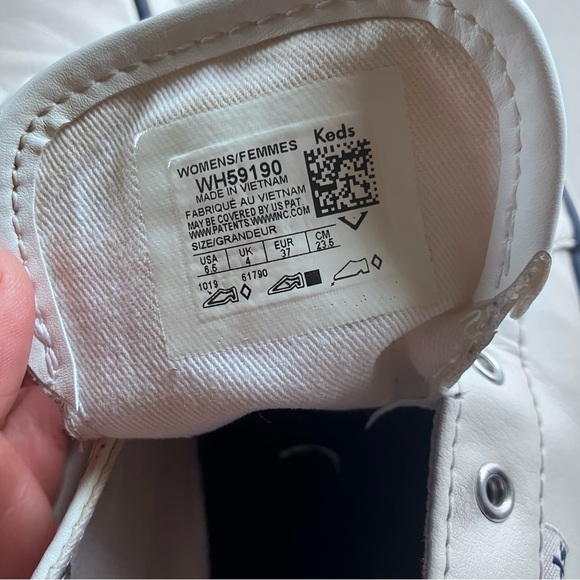 Keds
WOMENS/FEMMES
WH59190
MADE IN VIETNAM
FABRIQUÉ AU VIETNAM
MAY BE COVERED BY US PAT
WWW.PATENTS.WWWINC.COM
SIZE/GRANDEUR
USA UK EUR CM
6.5 4 37 23.5
1019 61790